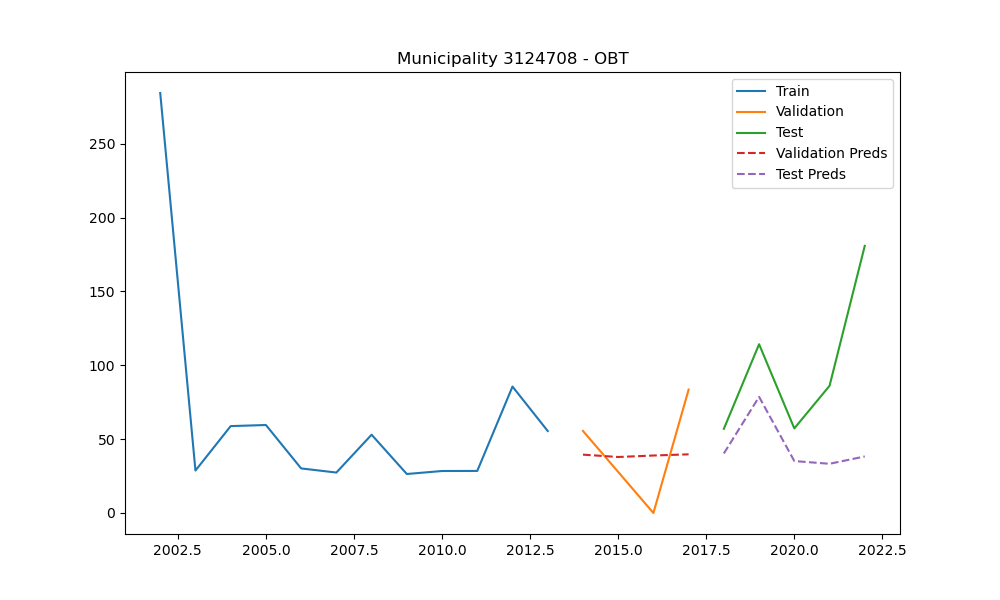 Municipality 3124708 - OBT
Train
Validation
Test
Validation Preds
Test Preds
250
200
150
100
50
0
2002.5 2005.0 2007.5 2010.0 2012.5 2015.0 2017.5 2020.0 2022.5